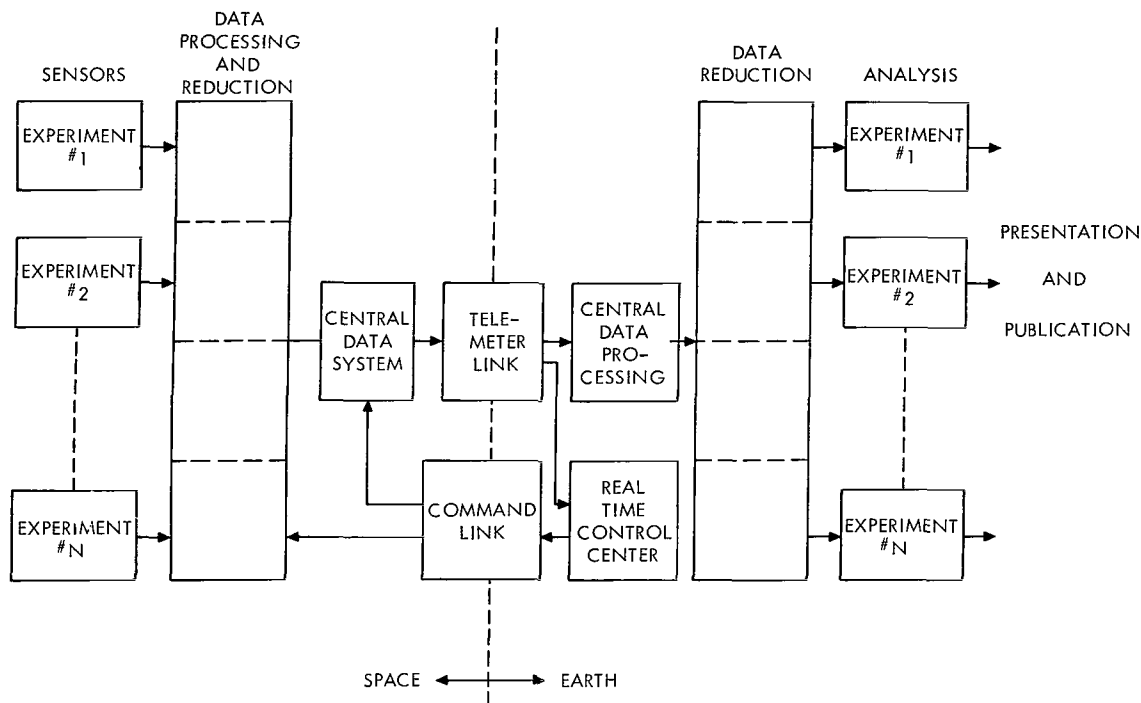 DATA
PROCESSING
AND
REDUCTION
SENSORS
DATA
REDUCTION
ANALYSIS
EXPERIMENT
#1
EXPERIMENT
#2
EXPERIMENT
#N
CENTRAL
DATA
SYSTEM
TELE-
METER
LINK
CENTRAL
DATA
PRO-
CESSING
COMMAND
LINK
REAL
TIME
CONTROL
CENTER
EXPERIMENT
#1
EXPERIMENT
#2
EXPERIMENT
#N
PRESENTATION
AND
PUBLICATION
SPACE
EARTH